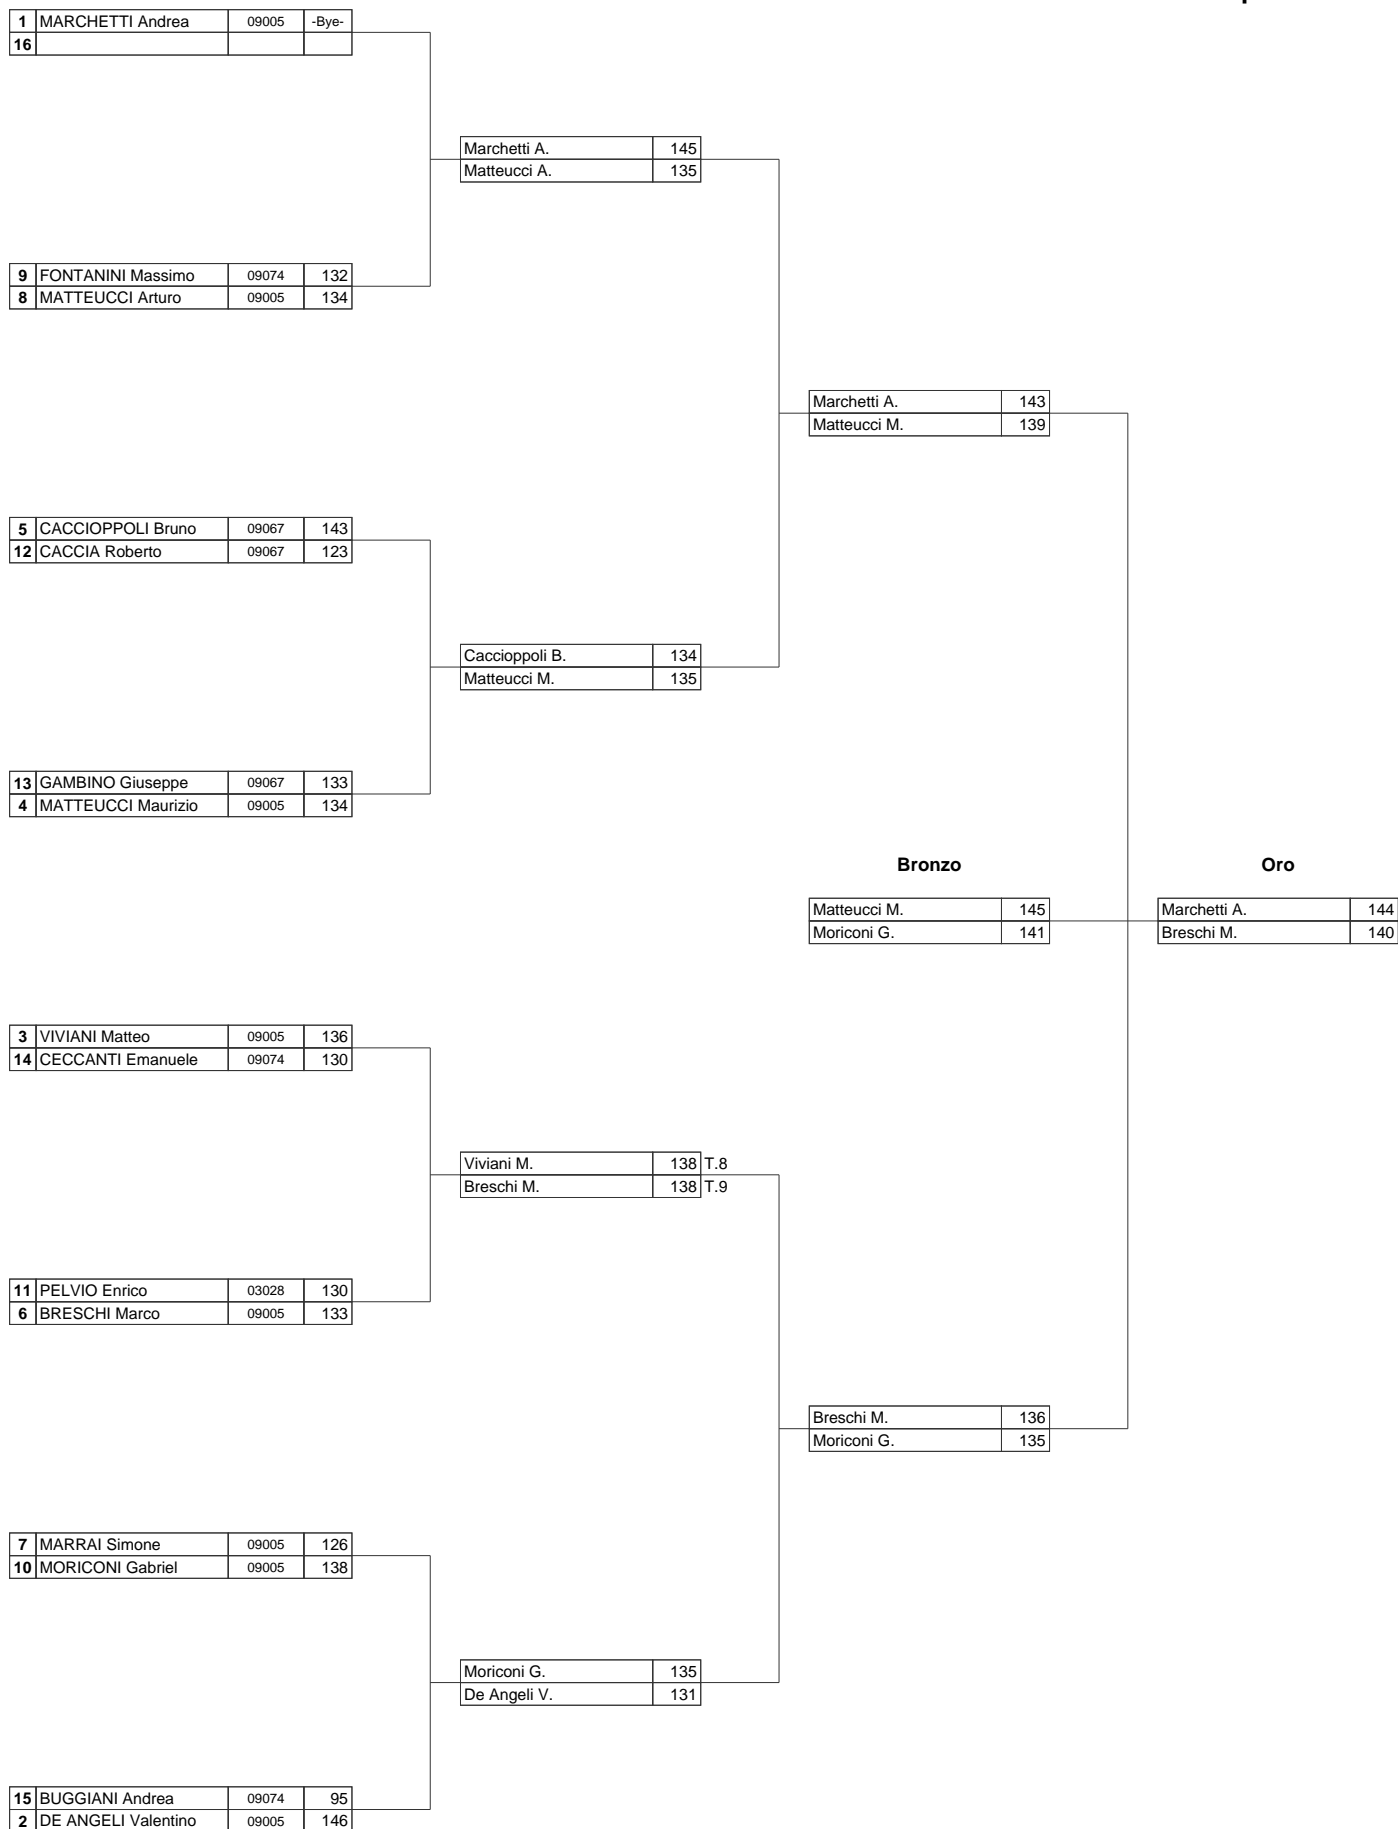 1 MARCHETTI Andrea 09005 -Bye-
16
Marchetti A. 145
Matteucci A. 135
9 FONTANINI Massimo 09074 132
8 MATTEUCCI Arturo 09005 134
Marchetti A. 143
Matteucci M. 139
5 CACCIOPPOLI Bruno 09067 143
12 CACCIA Roberto 09067 123
Caccioppoli B. 134
Matteucci M. 135
13 GAMBINO Giuseppe 09067 133
4 MATTEUCCI Maurizio 09005 134
Bronzo Oro
Matteucci M. 145 Marchetti A. 144
Moriconi G. 141 Breschi M. 140
3 VIVIANI Matteo 09005 136
14 CECCANTI Emanuele 09074 130
Viviani M. 138 T.8
Breschi M. 138 T.9
11 PELVIO Enrico 03028 130
6 BRESCHI Marco 09005 133
Breschi M. 136
Moriconi G. 135
7 MARRAI Simone 09005 126
10 MORICONI Gabriel 09005 138
Moriconi G. 135
De Angeli V. 131
15 BUGGIANI Andrea 09074 95
2 DE ANGELI Valentino 09005 146